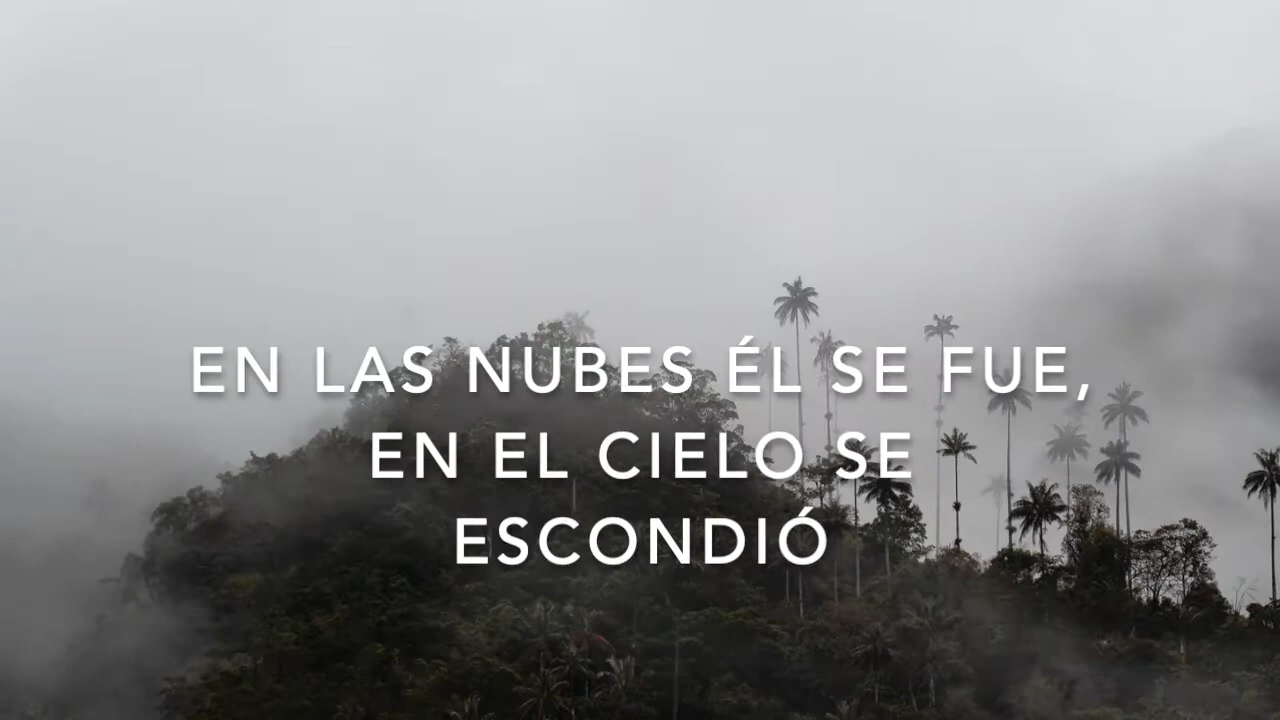 EN LAS NUBES ÉL SE FUE,
EN EL CIELO SE
ESCONDIÓ